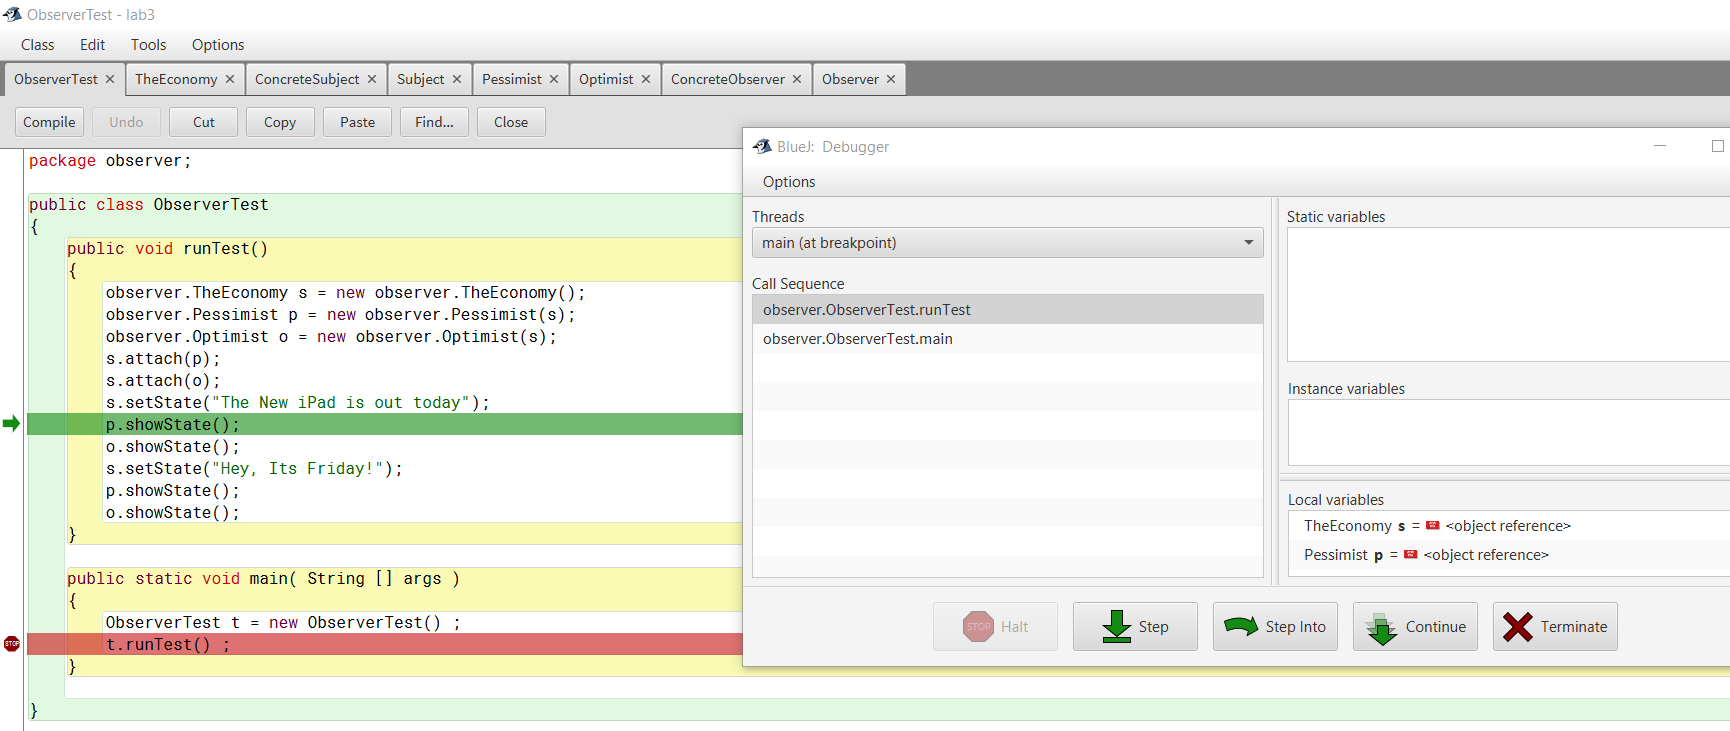 ObserverTest - lab3
Class Edit Tools Options
ObserverTest × TheEconomy × ConcreteSubject × Subject × Pessimist × Optimist × ConcreteObserver × Observer ×
Compile Undo Cut Copy Paste Find... Close
package observer;
public class ObserverTest
{
public void runTest()
{
observer.TheEconomy s = new observer.TheEconomy();
observer.Pessimist p = new observer.Pessimist(s);
observer.Optimist o = new observer.Optimist(s);
s.attach(p);
s.attach(o);
s.setState("The New iPad is out today");
p.showState();
o.showState();
s.setState("Hey, Its Friday!");
p.showState();
o.showState();
}
public static void main( String [] args )
{
ObserverTest t = new ObserverTest() ;
STOP t.runTest() ;
}
}
BlueJ: Debugger
Options
Threads
main (at breakpoint)
Call Sequence
observer.ObserverTest.runTest
observer.ObserverTest.main
Static variables
Instance variables
Local variables
TheEconomy s = <object reference>
Pessimist p = <object reference>
STOP Halt Step Step Into Continue Terminate